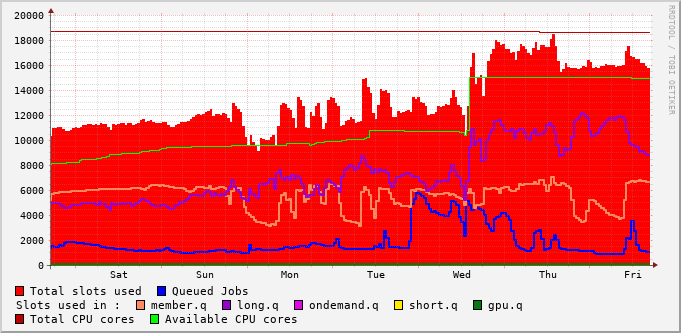 20000
18000
16000
14000
12000
10000
8000
6000
4000
2000
0
Sat Sun Mon Tue Wed Thu Fri
Total slots used Queued Jobs
Slots used in : member.q long.q ondemand.q short.q gpu.q
Total CPU cores Available CPU cores
RRDTOOL / TOBI OETIKER